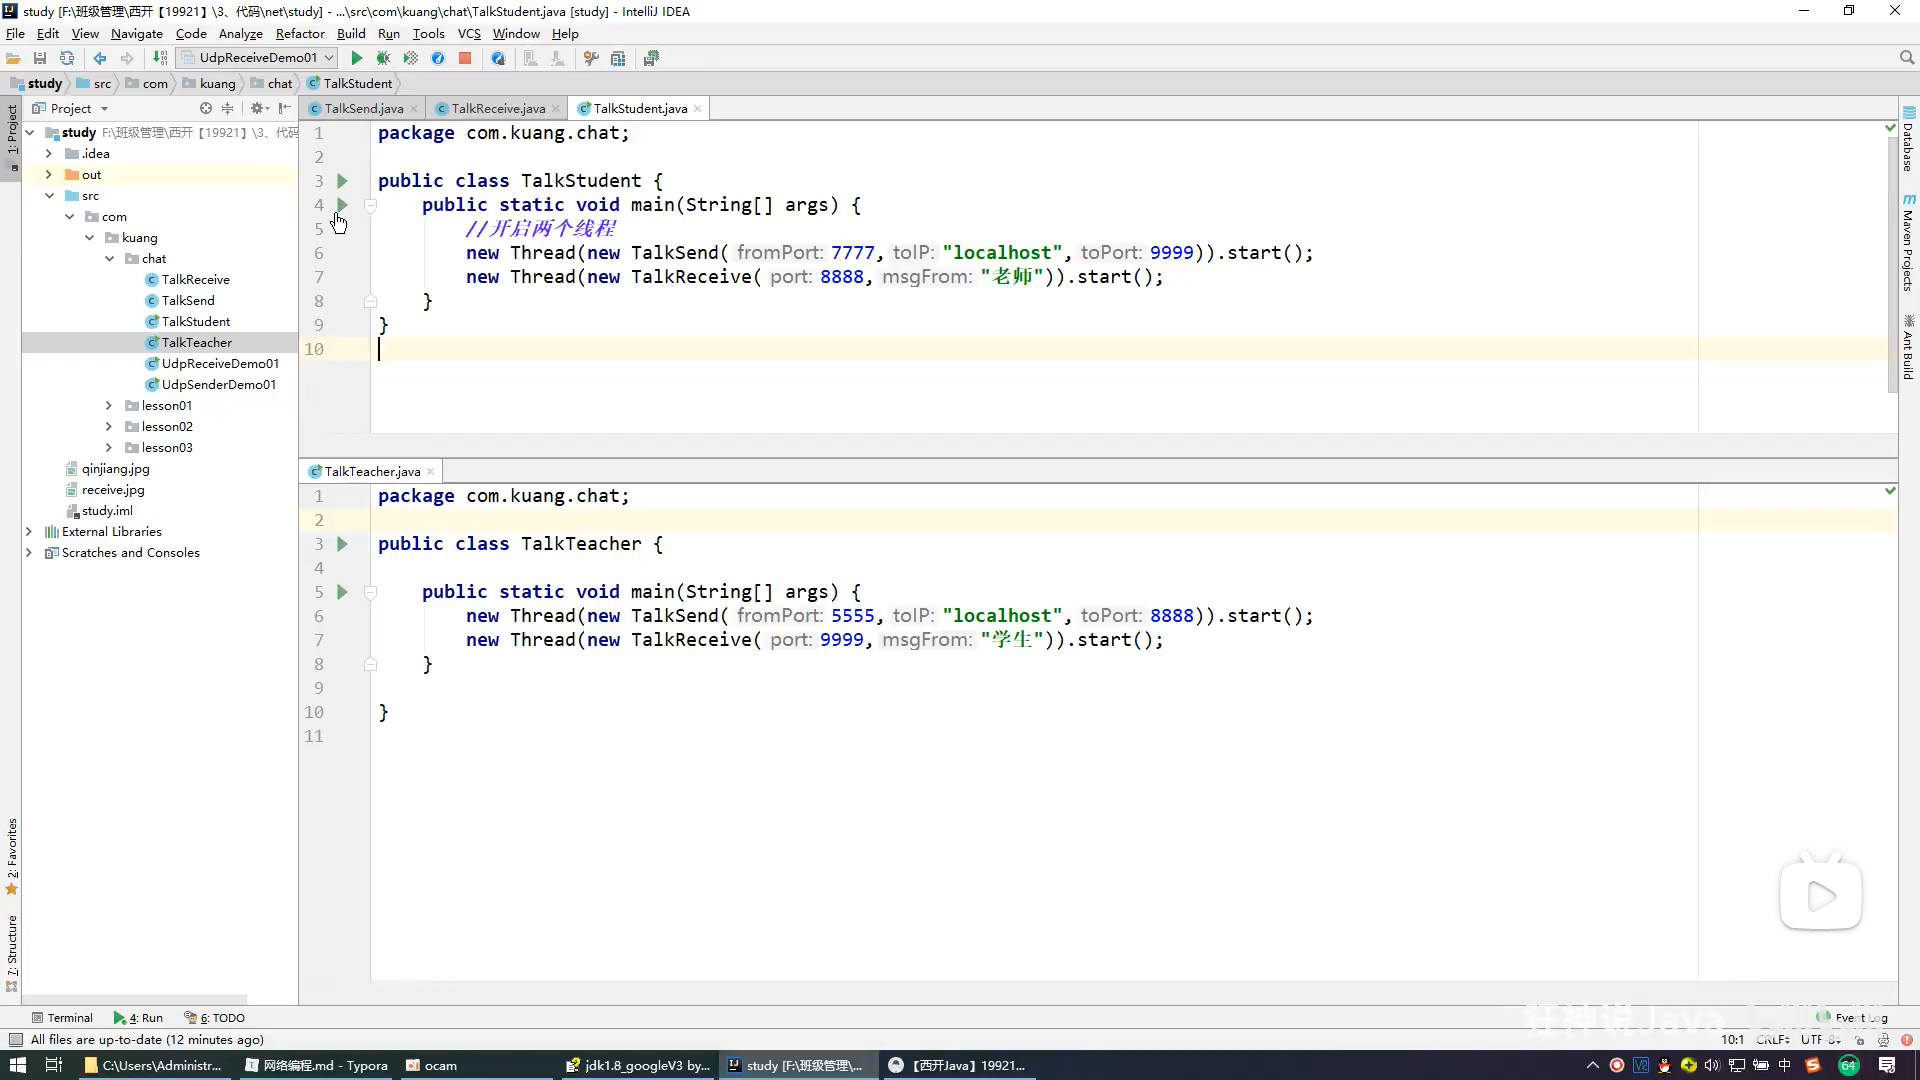 study [F:\班级管理\西开【19921】\3、代码\net\study] - ...\src\com\kuang\chat\TalkStudent.java [study] - IntelliJ IDEA
File Edit View Navigate Code Analyze Refactor Build Run Tools VCS Window Help
UdpReceiveDemo01
study src com kuang chat TalkStudent
Project
TalkSend.java TalkReceive.java TalkStudent.java
1: Project
study F:\班级管理\西开【19921】\3、代码
.idea
out
src
com
kuang
chat
TalkReceive
TalkSend
TalkStudent
TalkTeacher
UdpReceiveDemo01
UdpSenderDemo01
lesson01
lesson02
lesson03
qinjiang.jpg
receive.jpg
study.iml
External Libraries
Scratches and Consoles
1 package com.kuang.chat;
2
3 public class TalkStudent {
4 public static void main(String[] args) {
5 //开启两个线程
6 new Thread(new TalkSend( fromPort: 7777, toIP: "localhost", toPort: 9999)).start();
7 new Thread(new TalkReceive( port: 8888, msgFrom: "老师")).start();
8 }
9 }
10
TalkTeacher.java
1 package com.kuang.chat;
2
3 public class TalkTeacher {
4
5 public static void main(String[] args) {
6 new Thread(new TalkSend( fromPort: 5555, toIP: "localhost", toPort: 8888)).start();
7 new Thread(new TalkReceive( port: 9999, msgFrom: "学生")).start();
8 }
9
10 }
11
Database
Maven Projects
Ant Build
2: Favorites
7: Structure
Terminal 4: Run 6: TODO
狂神说Java
Event Log
All files are up-to-date (12 minutes ago)
10:1 CRLF UTF-8
C:\Users\Administr... 网络编程.md - Typora ocam jdk1.8_googleV3 by... study [F:\班级管理\... 【西开Java】19921... 中 64